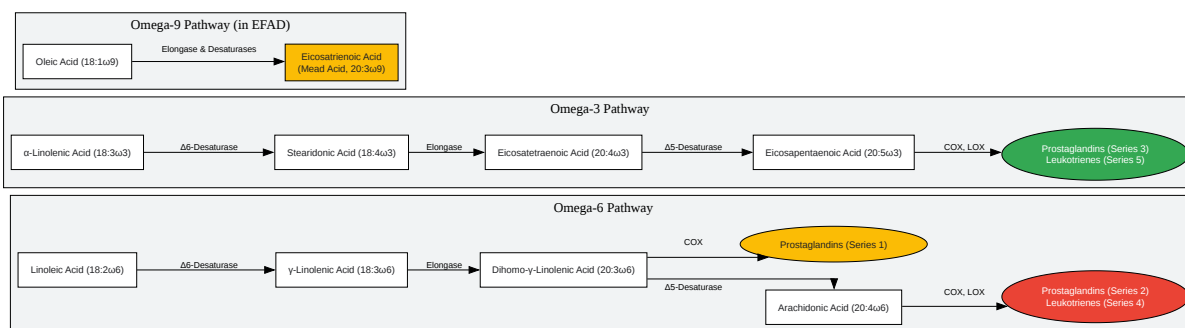 Omega-9 Pathway (in EFAD)
Oleic Acid (18:1ω9)
Elongase & Desaturases
Eicosatrienoic Acid
(Mead Acid, 20:3ω9)
Omega-3 Pathway
α-Linolenic Acid (18:3ω3)
Δ6-Desaturase
Stearidonic Acid (18:4ω3)
Elongase
Eicosatetraenoic Acid (20:4ω3)
Δ5-Desaturase
Eicosapentaenoic Acid (20:5ω3)
COX, LOX
Prostaglandins (Series 3)
Leukotrienes (Series 5)
Omega-6 Pathway
Linoleic Acid (18:2ω6)
Δ6-Desaturase
γ-Linolenic Acid (18:3ω6)
Elongase
Dihomo-γ-Linolenic Acid (20:3ω6)
COX
Prostaglandins (Series 1)
Δ5-Desaturase
Arachidonic Acid (20:4ω6)
COX, LOX
Prostaglandins (Series 2)
Leukotrienes (Series 4)